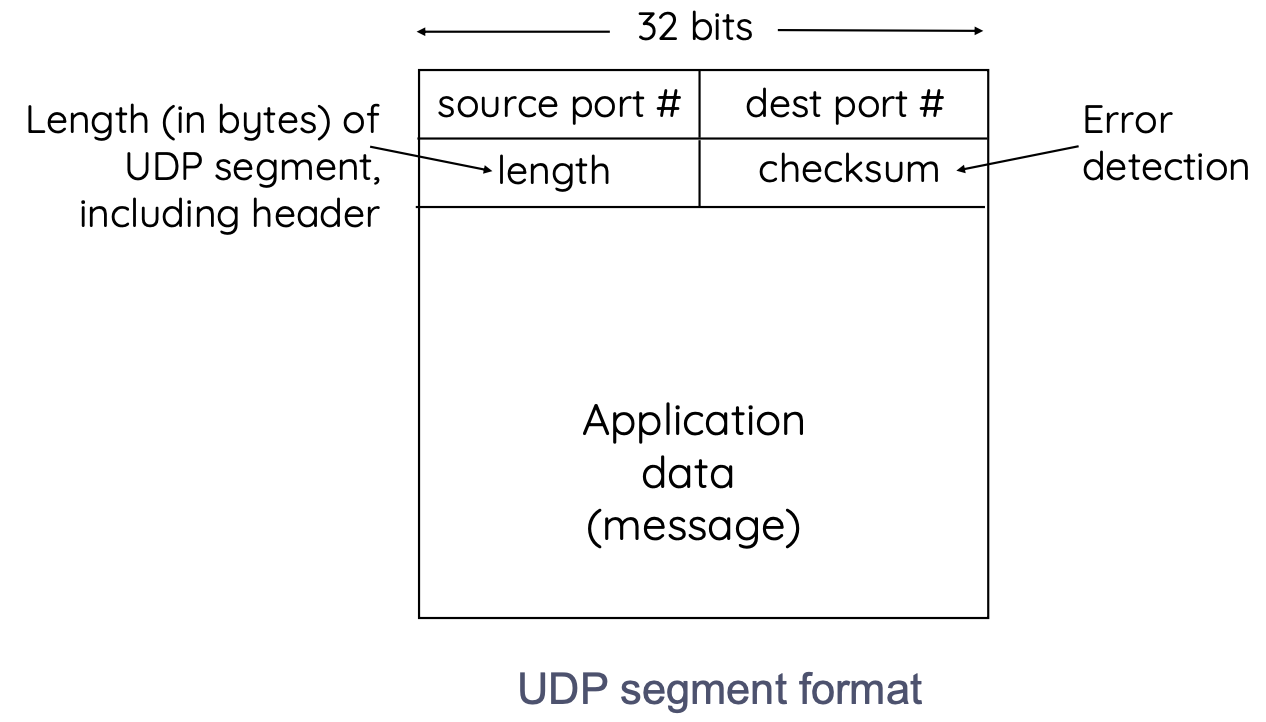 32 bits
source port #
dest port #
Length (in bytes) of
UDP segment,
including header
length
checksum
Error
detection
Application
data
(message)
UDP segment format